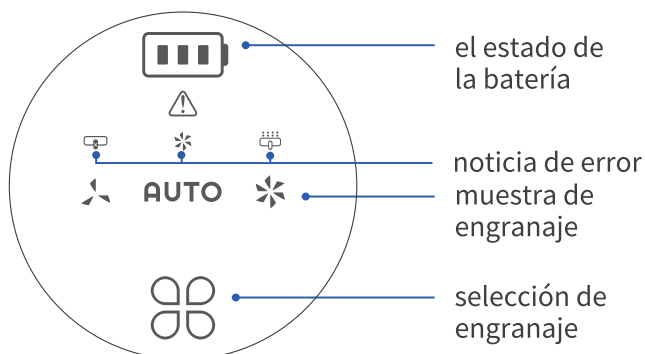 el estado de
la batería
noticia de error
AUTO
muestra de
engranaje
selección de
engranaje